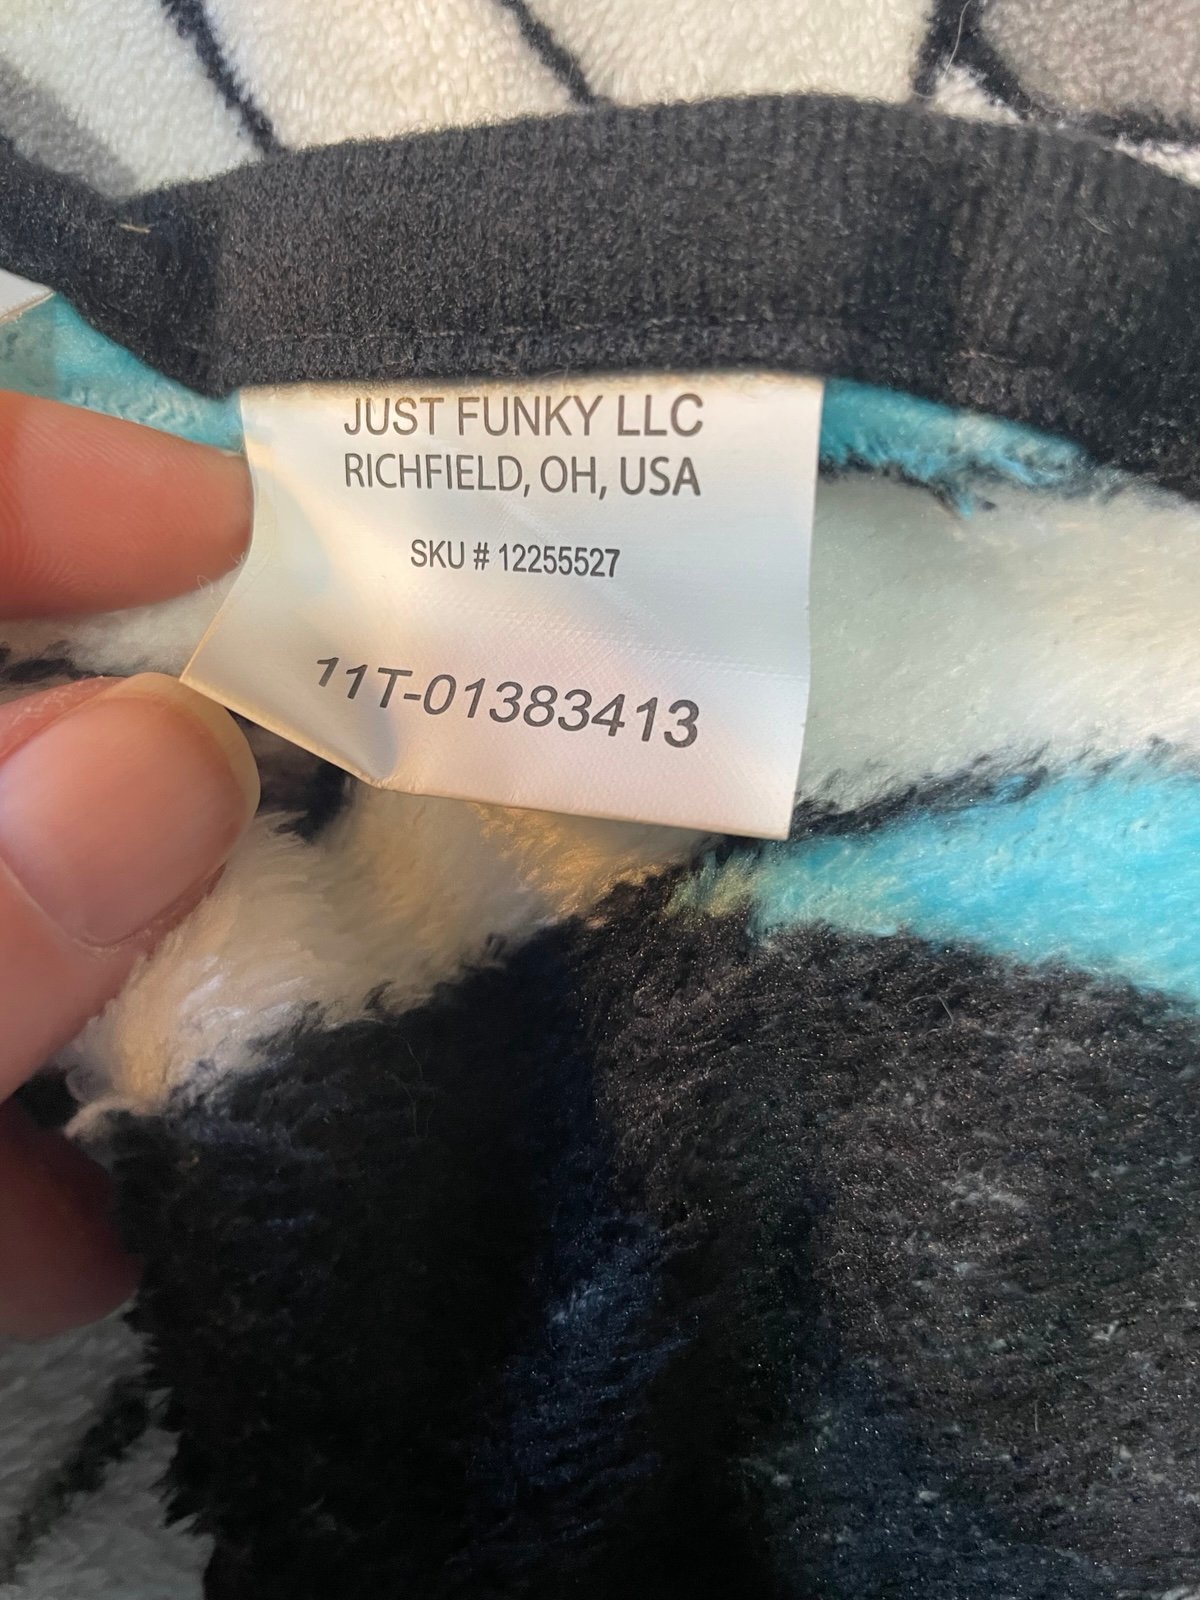 JUST FUNKY LLC
RICHFIELD, OH, USA
SKU # 12255527
11T-01383413